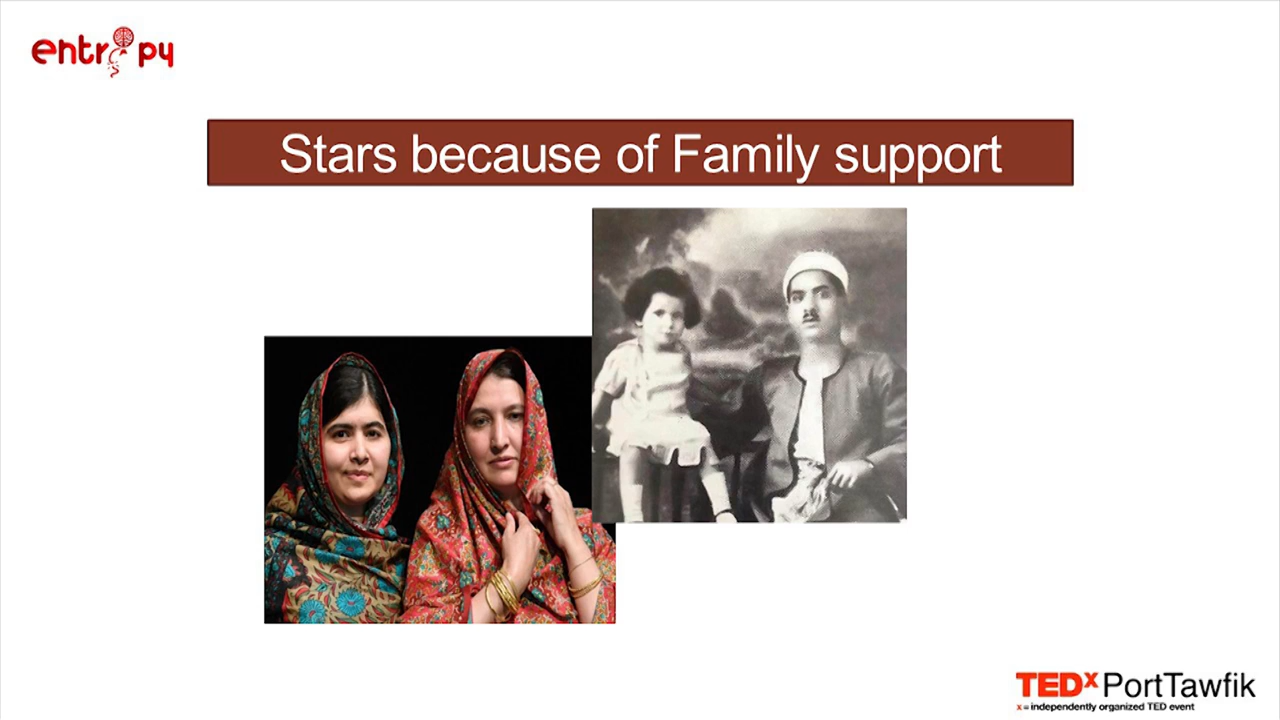 entropy
Stars because of Family support
TEDx PortTawfik
x = independently organized TED event